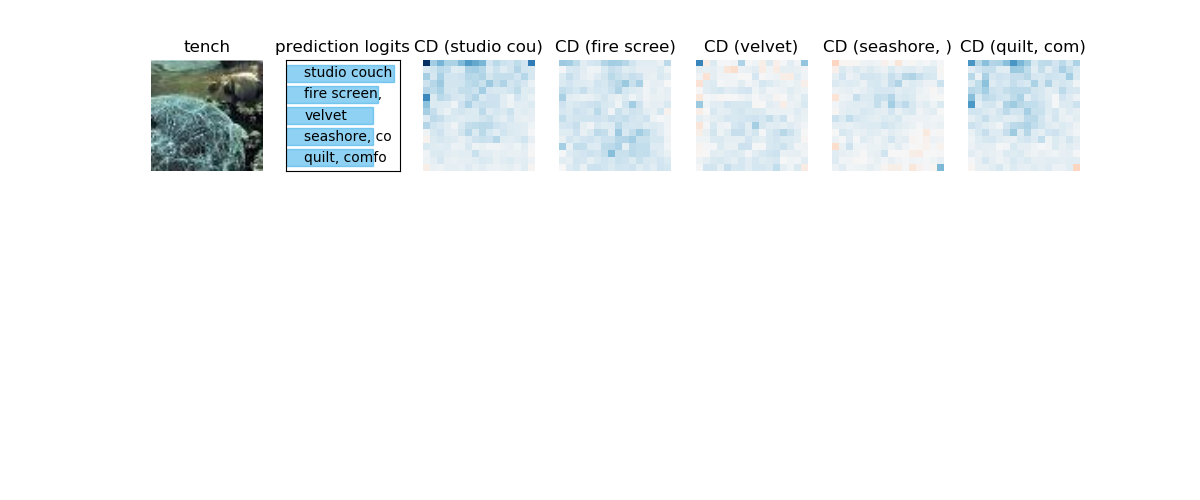 tench
prediction logits
CD (studio cou)
CD (fire scree)
CD (velvet)
CD (seashore, )
CD (quilt, com)
studio couch
fire screen,
velvet
seashore, co
quilt, comfo